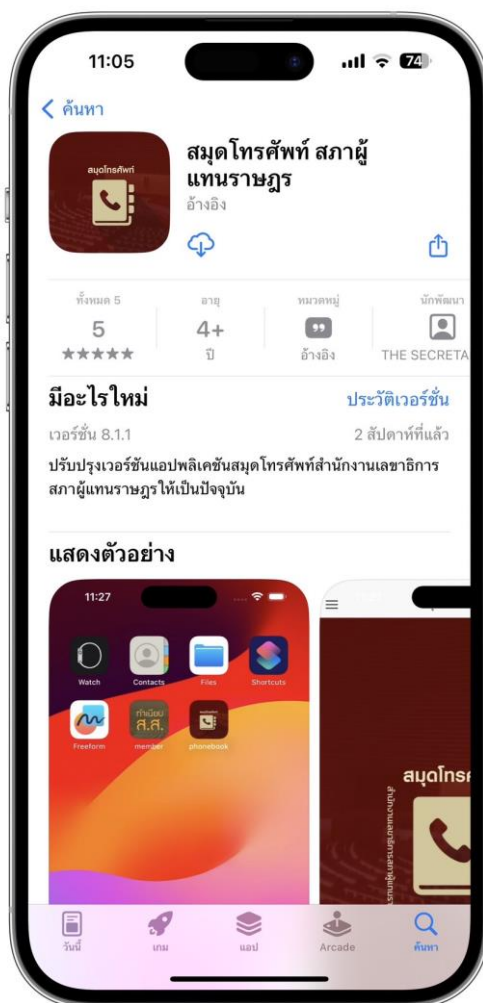 11:05
74
ค้นหา
สมุดโทรศัพท์
สมุดโทรศัพท์ สภาผู้
แทนราษฎร
อ้างอิง
ทั้งหมด 5
อายุ
หมวดหมู่
นักพัฒนา
5
4+
★★★★★
ปี
อ้างอิง
THE SECRETA
มีอะไรใหม่
ประวัติเวอร์ชั่น
เวอร์ชั่น 8.1.1
2 สัปดาห์ที่แล้ว
ปรับปรุงเวอร์ชันแอปพลิเคชันสมุดโทรศัพท์สำนักงานเลขาธิการ
สภาผู้แทนราษฎรให้เป็นปัจจุบัน
แสดงตัวอย่าง
11:27
Watch
Contacts
Files
Shortcuts
ทำเนียบ
ส.ส.
Freeform
member
phonebook
สมุดโทร
วันนี้
เกม
แอป
Arcade
ค้นหา